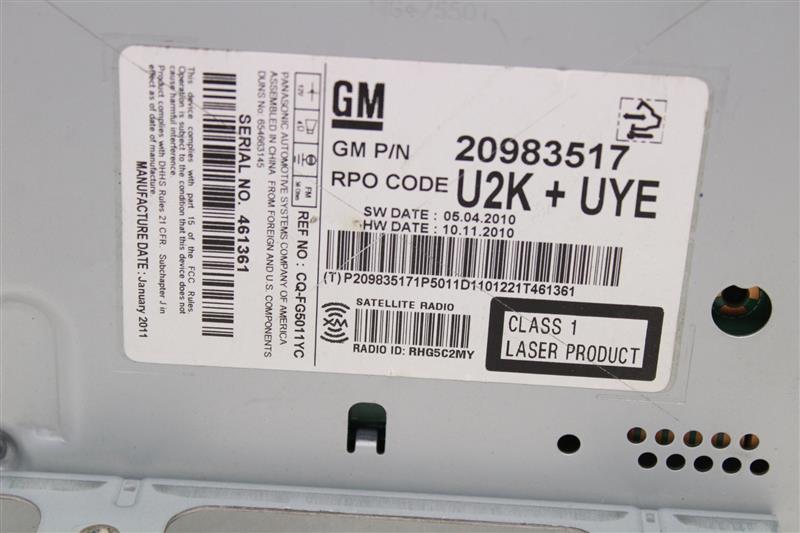 GM
GM P/N 20983517
RPO CODE U2K + UYE
SW DATE : 05.04.2010
HW DATE : 10.11.2010
(T)P209835171P5011D1101221T461361
SATELLITE RADIO
XM
RADIO ID: RHG5C2MY
CLASS 1
LASER PRODUCT
12V
4Ω
FM
REF NO : CQ-FG5011YC
PANASONIC AUTOMOTIVE SYSTEMS COMPANY OF AMERICA
ASSEMBLED IN CHINA FROM FOREIGN AND U.S. COMPONENTS
DUNS No. 654663145
SERIAL NO. 461361
This device complies with part 15 of the FCC Rules
Operation is subject to the condition that this device does not
cause harmful interference.
Product complies with DHHS Rules 21 CFR. Subchapter J in
effect as of date of manufacture
MANUFACTURE DATE : January 2011